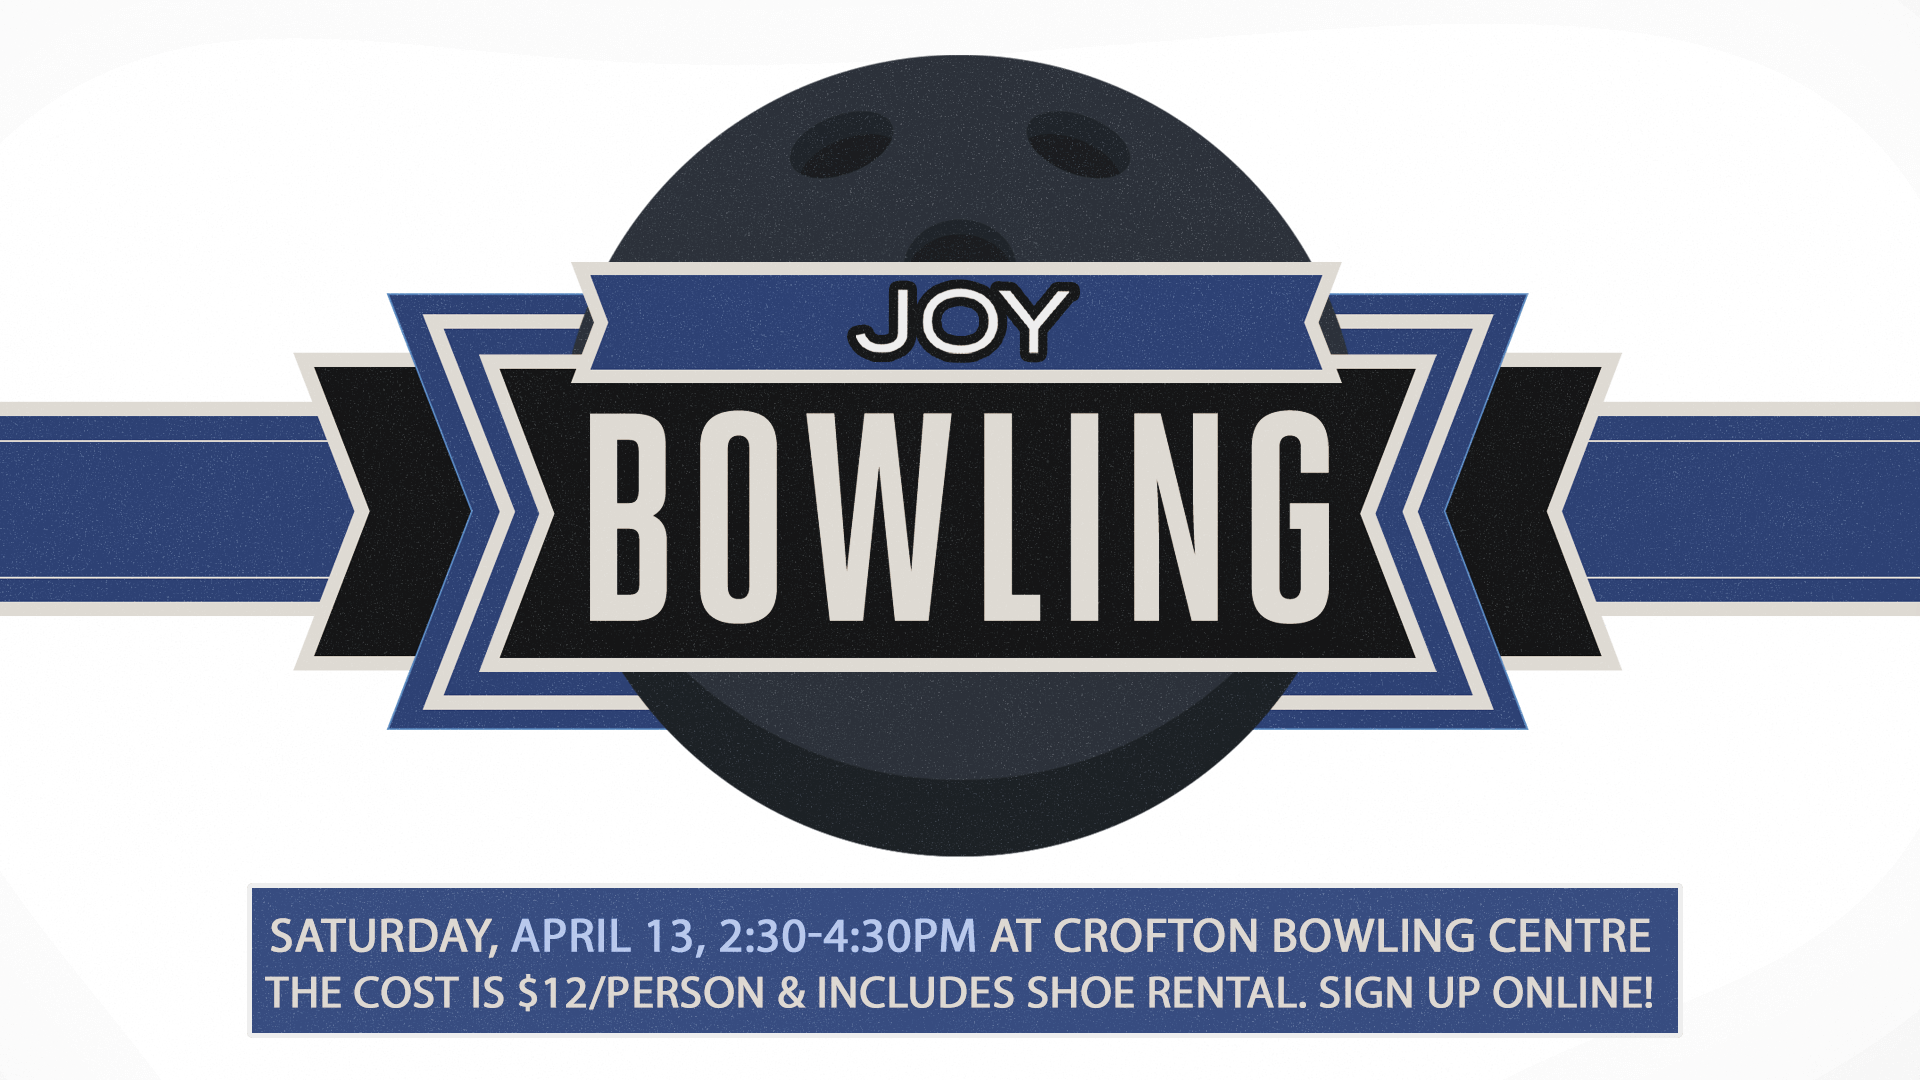 JOY
BOWLING
SATURDAY, APRIL 13, 2:30-4:30PM AT CROFTON BOWLING CENTRE
THE COST IS $12/PERSON & INCLUDES SHOE RENTAL. SIGN UP ONLINE!